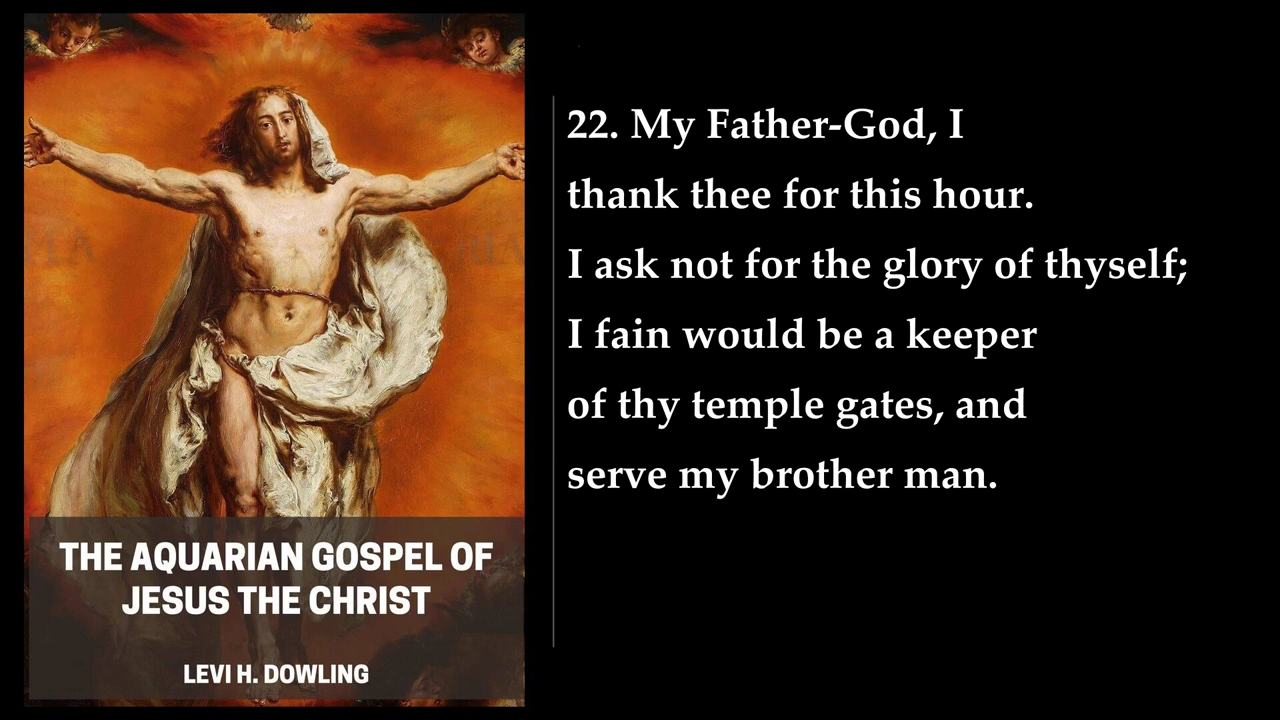 22. My Father-God, I
thank thee for this hour.
I ask not for the glory of thyself;
I fain would be a keeper
of thy temple gates, and
serve my brother man.
THE AQUARIAN GOSPEL OF
JESUS THE CHRIST
LEVI H. DOWLING